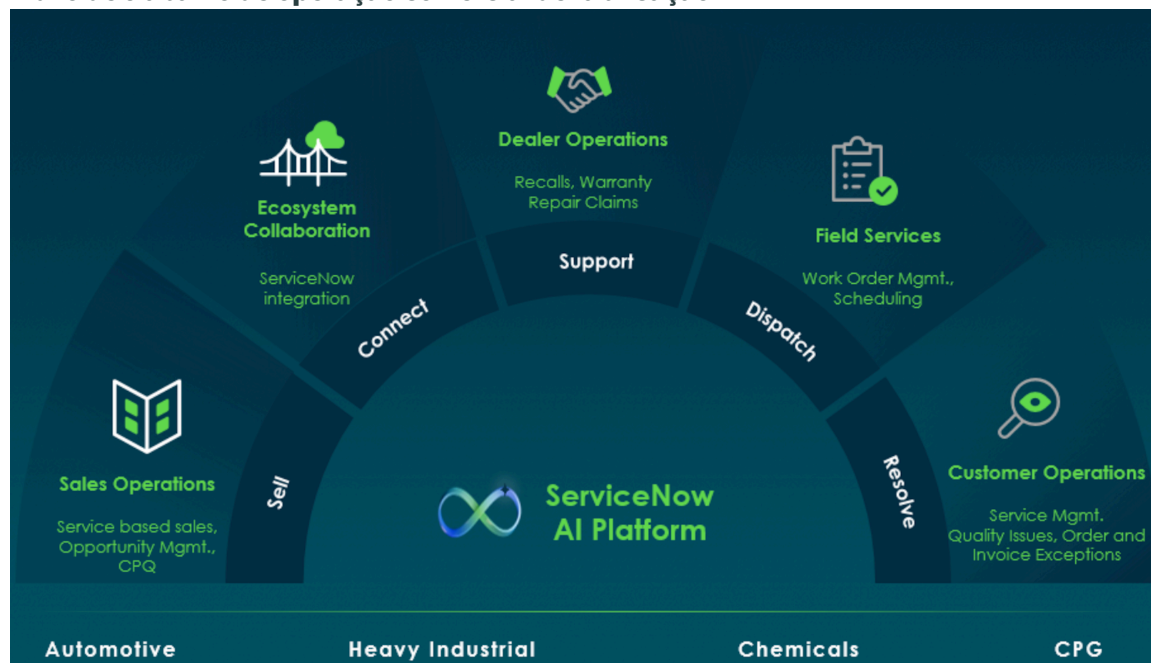 Sales Operations
Service based sales,
Opportunity Mgmt.,
CPQ
Sell
Ecosystem
Collaboration
ServiceNow
integration
Connect
Dealer Operations
Recalls, Warranty
Repair Claims
Support
Field Services
Work Order Mgmt.,
Scheduling
Dispatch
Customer Operations
Service Mgmt.
Quality Issues, Order and
Invoice Exceptions
Resolve
ServiceNow
AI Platform
Automotive
Heavy Industrial
Chemicals
CPG